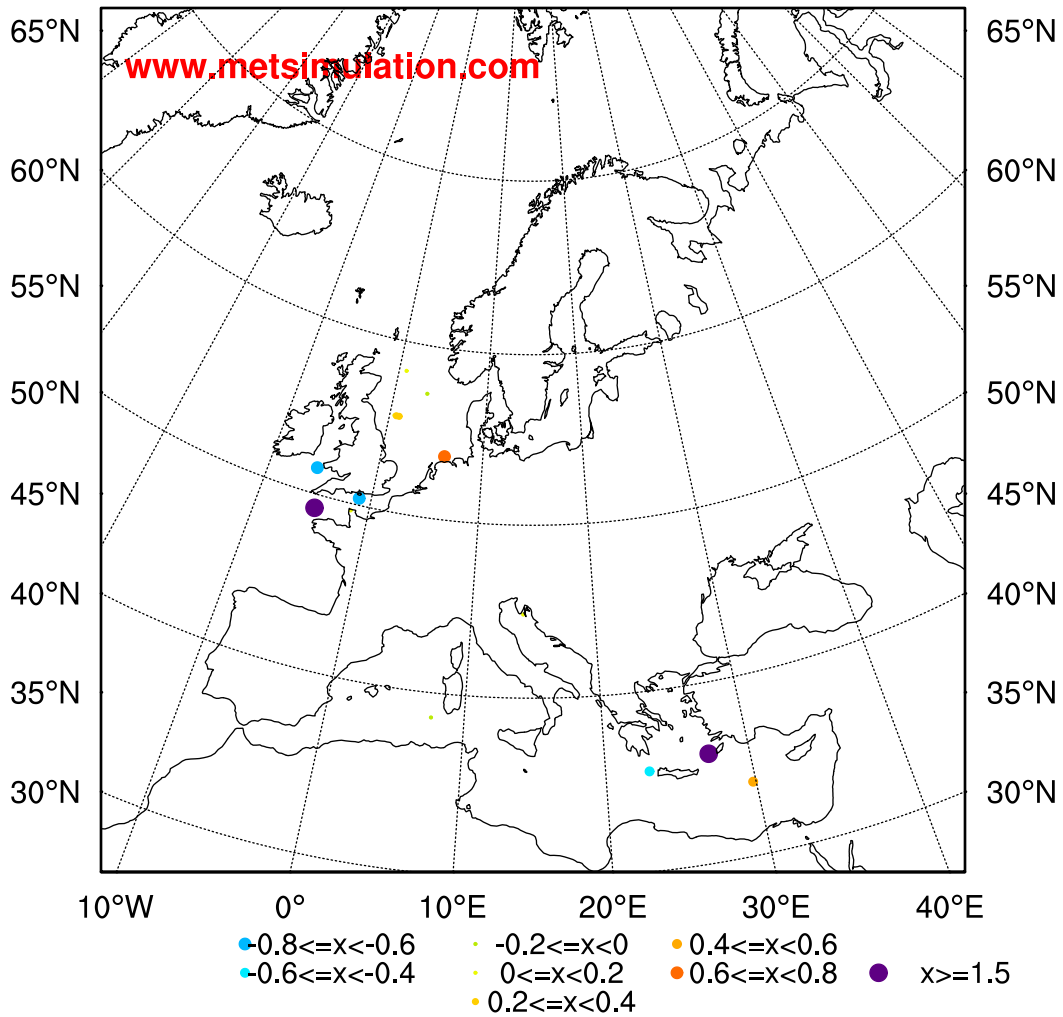 65°N 65°N
www.metsimulation.com
60°N 60°N
55°N 55°N
50°N 50°N
45°N 45°N
40°N 40°N
35°N 35°N
30°N 30°N
10°W 0° 10°E 20°E 30°E 40°E
-0.8<=x<-0.6 -0.2<=x<0 0.4<=x<0.6
-0.6<=x<-0.4 0<=x<0.2 0.6<=x<0.8 x>=1.5
0.2<=x<0.4